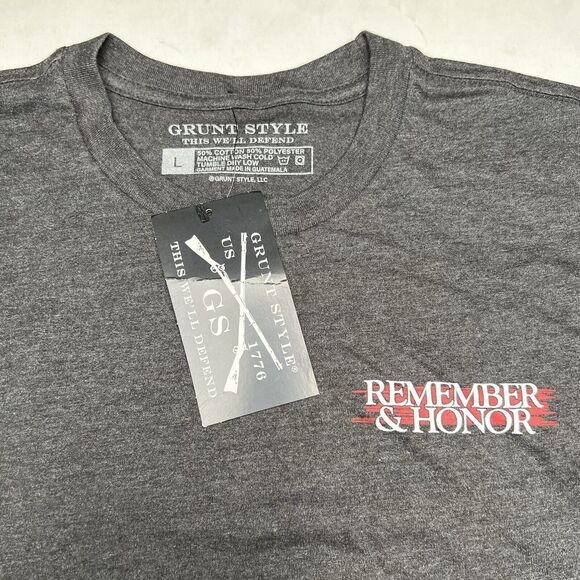 GRUNT STYLE
THIS WE'LL DEFEND
L
50% COTTON 50% POLYESTER
MACHINE WASH COLD
TUMBLE DRY LOW
GARMENT MADE IN GUATEMALA
©GRUNT STYLE, LLC
GRUNT STYLE®
US
1776
GS
THIS WE'LL DEFEND
REMEMBER
& HONOR